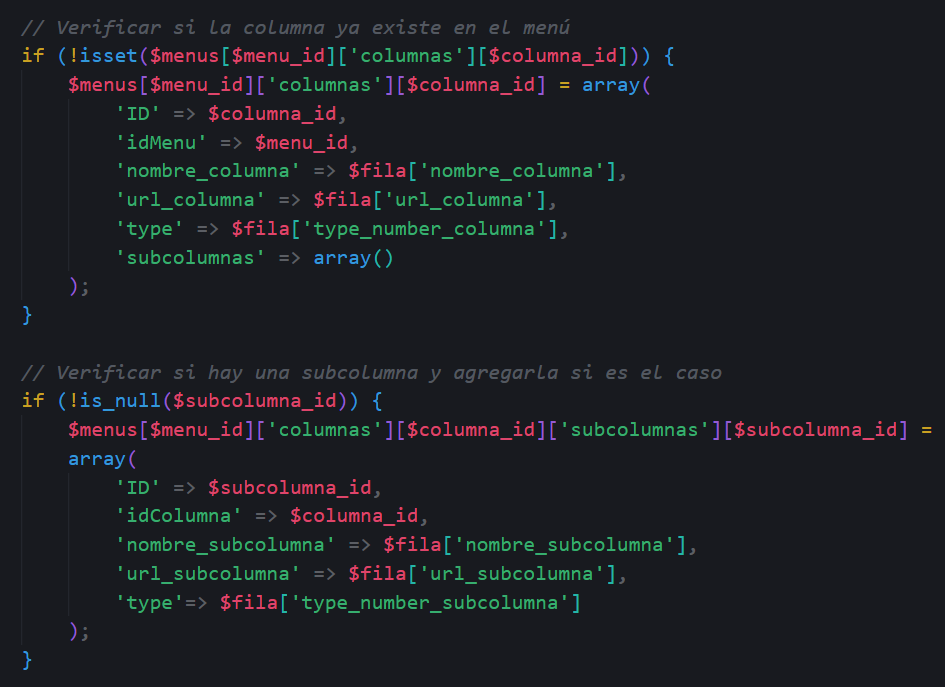 // Verificar si la columna ya existe en el menú
if (!isset($menus[$menu_id]['columnas'][$columna_id])) {
    $menus[$menu_id]['columnas'][$columna_id] = array(
        'ID' => $columna_id,
        'idMenu' => $menu_id,
        'nombre_columna' => $fila['nombre_columna'],
        'url_columna' => $fila['url_columna'],
        'type' => $fila['type_number_columna'],
        'subcolumnas' => array()
    );
}

// Verificar si hay una subcolumna y agregarla si es el caso
if (!is_null($subcolumna_id)) {
    $menus[$menu_id]['columnas'][$columna_id]['subcolumnas'][$subcolumna_id] =
    array(
        'ID' => $subcolumna_id,
        'idColumna' => $columna_id,
        'nombre_subcolumna' => $fila['nombre_subcolumna'],
        'url_subcolumna' => $fila['url_subcolumna'],
        'type'=> $fila['type_number_subcolumna']
    );
}